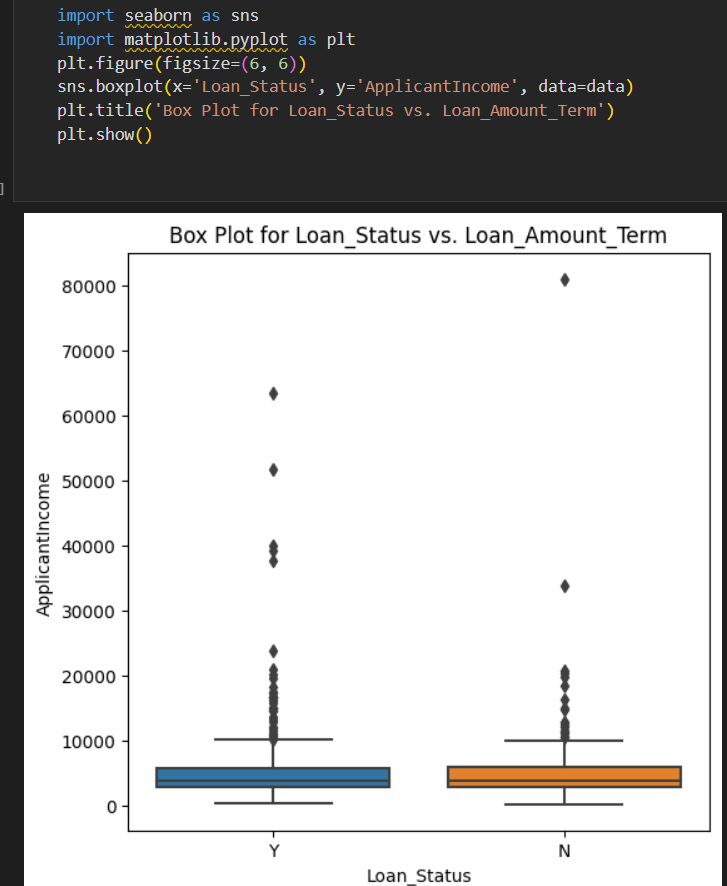 import seaborn as sns
import matplotlib.pyplot as plt
plt.figure(figsize=(6, 6))
sns.boxplot(x='Loan_Status', y='ApplicantIncome', data=data)
plt.title('Box Plot for Loan_Status vs. Loan_Amount_Term')
plt.show()
]
Box Plot for Loan_Status vs. Loan_Amount_Term
80000
70000
60000
50000
40000
30000
20000
10000
0
ApplicantIncome
Y N
Loan_Status